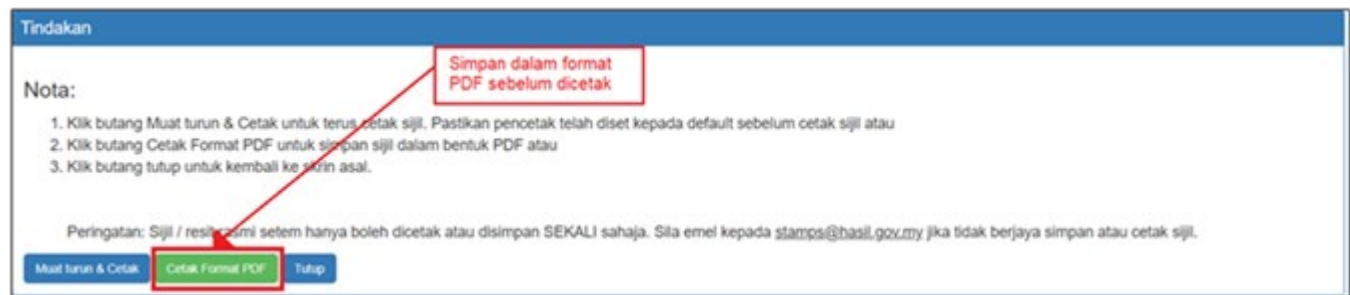 Tindakan
Simpan dalam format
PDF sebelum dicetak
Nota:
1. Klik butang Muat turun & Cetak untuk terus cetak sijil. Pastikan pencetak telah diset kepada default sebelum cetak sijil atau
2. Klik butang Cetak Format PDF untuk simpan sijil dalam bentuk PDF atau
3. Klik butang tutup untuk kembali ke skrin asal.
Peringatan: Sijil / resit rasmi setem hanya boleh dicetak atau disimpan SEKALI sahaja. Sila emel kepada stamps@hasil.gov.my jika tidak berjaya simpan atau cetak sijil.
Muat turun & Cetak Cetak Format PDF Tutup